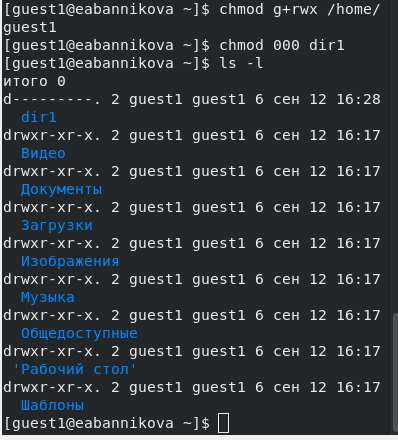 [guest1@eabannikova ~]$ chmod g+rwx /home/
guest1
[guest1@eabannikova ~]$ chmod 000 dir1
[guest1@eabannikova ~]$ ls -l
итого 0
d---------. 2 guest1 guest1 6 сен 12 16:28
dir1
drwxr-xr-x. 2 guest1 guest1 6 сен 12 16:17
Видео
drwxr-xr-x. 2 guest1 guest1 6 сен 12 16:17
Документы
drwxr-xr-x. 2 guest1 guest1 6 сен 12 16:17
Загрузки
drwxr-xr-x. 2 guest1 guest1 6 сен 12 16:17
Изображения
drwxr-xr-x. 2 guest1 guest1 6 сен 12 16:17
Музыка
drwxr-xr-x. 2 guest1 guest1 6 сен 12 16:17
Общедоступные
drwxr-xr-x. 2 guest1 guest1 6 сен 12 16:17
'Рабочий стол'
drwxr-xr-x. 2 guest1 guest1 6 сен 12 16:17
Шаблоны
[guest1@eabannikova ~]$